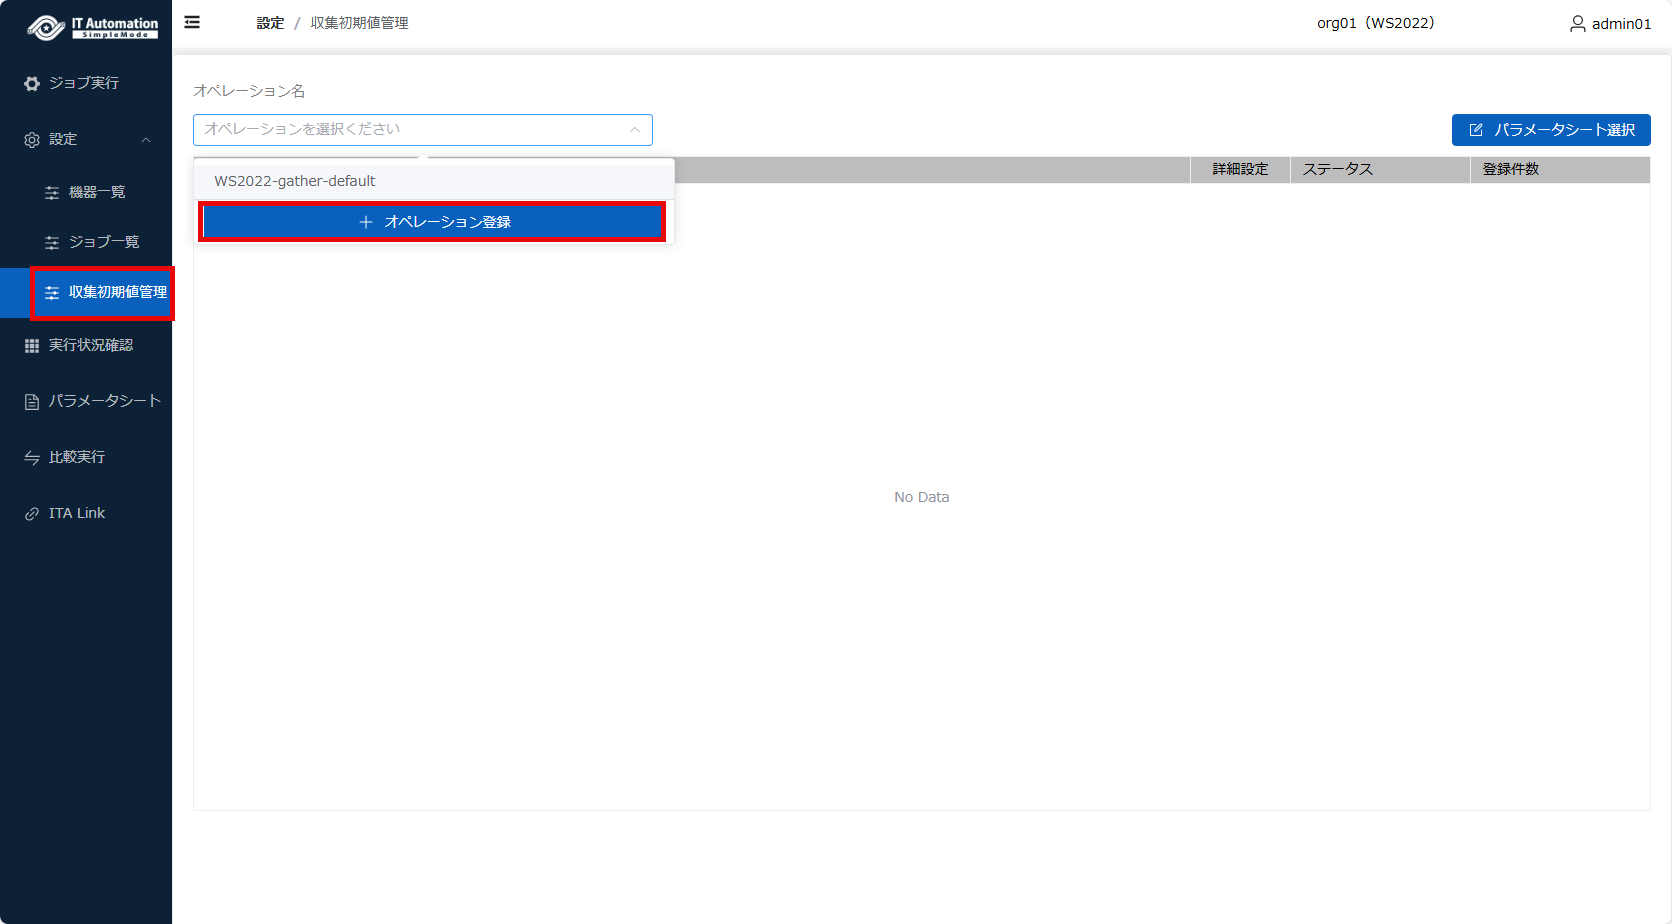 IT Automation
SimpleMode
設定 / 収集初期値管理
org01（WS2022）
admin01
ジョブ実行
設定
機器一覧
ジョブ一覧
収集初期値管理
実行状況確認
パラメータシート
比較実行
ITA Link
オペレーション名
オペレーションを選択ください
パラメータシート選択
詳細設定
ステータス
登録件数
WS2022-gather-default
オペレーション登録
No Data